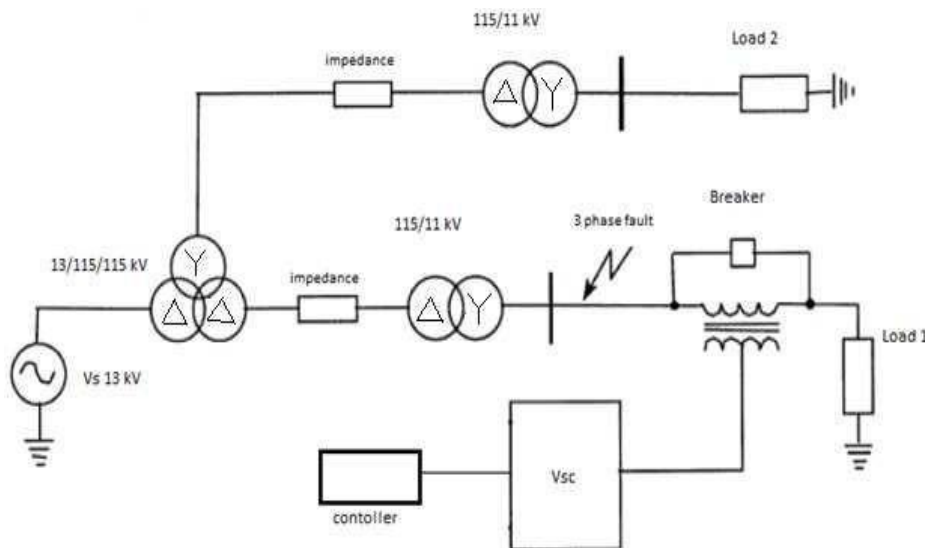 115/11 kV
Load 2
impedance
Breaker
115/11 kV
3 phase fault
13/115/115 kV
impedance
Load 1
Vs 13 kV
Vsc
contoller